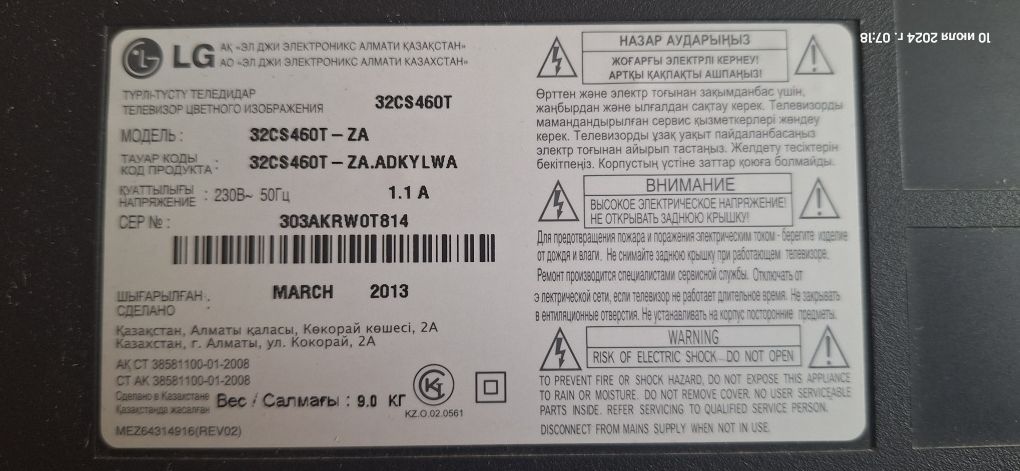 LG
АҚ «ЭЛ ДЖИ ЭЛЕКТРОНИКС АЛМАТИ ҚАЗАҚСТАН»
АО «ЭЛ ДЖИ ЭЛЕКТРОНИКС АЛМАТИ КАЗАХСТАН»
ТҮРЛІ-ТҮСТҮ ТЕЛЕДИДАР
ТЕЛЕВИЗОР ЦВЕТНОГО ИЗОБРАЖЕНИЯ
32CS460T
МОДЕЛЬ : 32CS460T-ZA
ТАУАР КОДЫ
КОД ПРОДУКТА : 32CS460T-ZA.ADKYLWA
ҚУАТТЫЛЫҒЫ
НАПРЯЖЕНИЕ : 230В~ 50Гц 1.1 A
СЕР № : 303AKRW0T814
ШЫҒАРЫЛҒАН :
СДЕЛАНО
MARCH 2013
Қазақстан, Алматы қаласы, Көкорай көшесі, 2А
Казахстан, г. Алматы, ул. Кокорай, 2А
АҚ СТ 38581100-01-2008
СТ АК 38581100-01-2008
Сделано в Казахстане
Қазақстанда жасалған
Вес / Салмағы : 9.0 КГ
KZ.O.02.0561
MEZ64314916(REV02)
НАЗАР АУДАРЫҢЫЗ
ЖОҒАРҒЫ ЭЛЕКТРЛІ КЕРНЕУ!
АРТҚЫ ҚАҚПАҚТЫ АШПАҢЫЗ!
Өрттен және электр тоғынан зақымданбас үшін,
жаңбырдан және ылғалдан сақтау керек. Телевизорды
мамандандырылған сервис қызметкерлері жөндеу
керек. Телевизорды ұзақ уақыт пайдаланбасаңыз
электр тоғынан айырып тастаңыз. Желдету тесіктерін
бекітпеңіз. Корпустың үстіне заттар қоюға болмайды.
ВНИМАНИЕ
ВЫСОКОЕ ЭЛЕКТРИЧЕСКОЕ НАПРЯЖЕНИЕ!
НЕ ОТКРЫВАТЬ ЗАДНЮЮ КРЫШКУ!
Для предотвращения пожара и поражения электрическим током - берегите изделие
от дождя и влаги. Не снимайте заднюю крышку при работающем телевизоре.
Ремонт производится специалистами сервисной службы. Отключать от
э лектрической сети, если телевизор не работает длительное время. Не закрывать
в ентиляционные отверстия. Не устанавливать на корпус посторонние предметы.
WARNING
RISK OF ELECTRIC SHOCK DO NOT OPEN
TO PREVENT FIRE OR SHOCK HAZARD, DO NOT EXPOSE THIS APPLIANCE
TO RAIN OR MOISTURE. DO NOT REMOVE COVER. NO USER SERVICEABLE
PARTS INSIDE. REFER SERVICING TO QUALIFIED SERVICE PERSON.
DISCONNECT FROM MAINS SUPPLY WHEN NOT IN USE.
10 июля 2024 г. 07:18